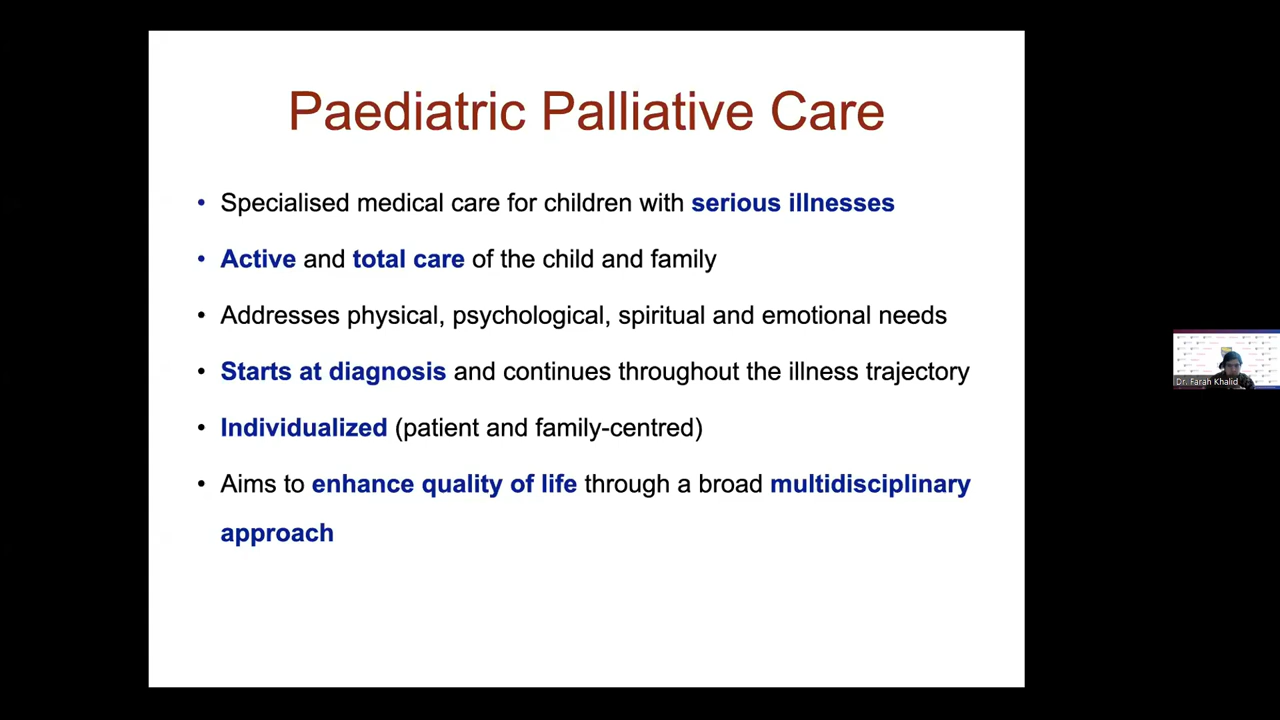 Paediatric Palliative Care
• Specialised medical care for children with serious illnesses
• Active and total care of the child and family
• Addresses physical, psychological, spiritual and emotional needs
• Starts at diagnosis and continues throughout the illness trajectory
• Individualized (patient and family-centred)
• Aims to enhance quality of life through a broad multidisciplinary
approach
Dr. Farah Khalid